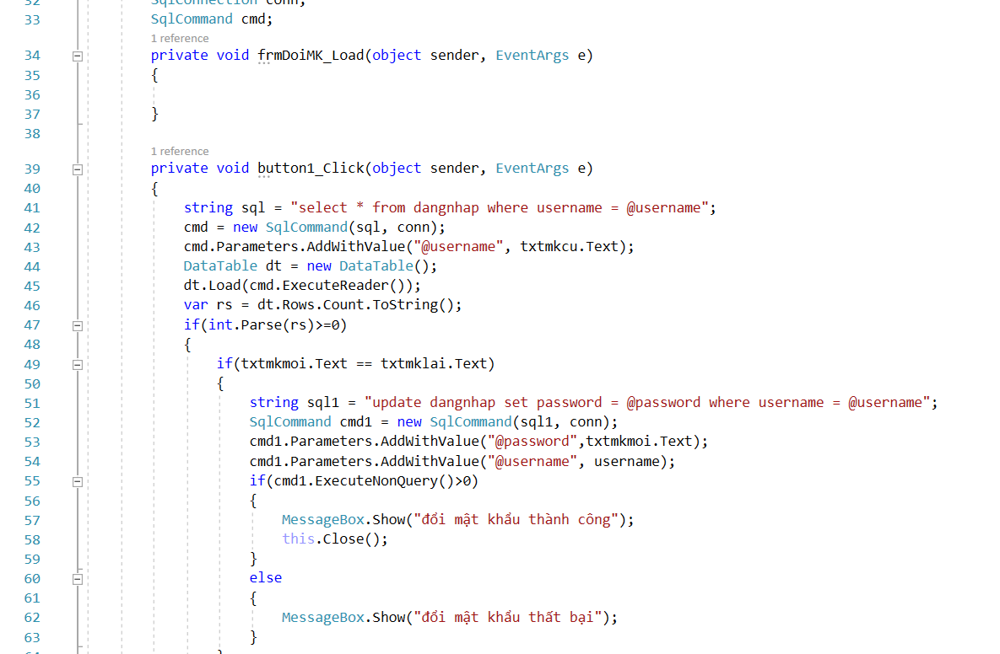 32 SqlConnection conn;
33 SqlCommand cmd;
1 reference
34 private void frmDoiMK_Load(object sender, EventArgs e)
35 {
36
37 }
38
1 reference
39 private void button1_Click(object sender, EventArgs e)
40 {
41 string sql = "select * from dangnhap where username = @username";
42 cmd = new SqlCommand(sql, conn);
43 cmd.Parameters.AddWithValue("@username", txtmkcu.Text);
44 DataTable dt = new DataTable();
45 dt.Load(cmd.ExecuteReader());
46 var rs = dt.Rows.Count.ToString();
47 if(int.Parse(rs)>=0)
48 {
49 if(txtmkmoi.Text == txtmklai.Text)
50 {
51 string sql1 = "update dangnhap set password = @password where username = @username";
52 SqlCommand cmd1 = new SqlCommand(sql1, conn);
53 cmd1.Parameters.AddWithValue("@password",txtmkmoi.Text);
54 cmd1.Parameters.AddWithValue("@username", username);
55 if(cmd1.ExecuteNonQuery()>0)
56 {
57 MessageBox.Show("đổi mật khẩu thành công");
58 this.Close();
59 }
60 else
61 {
62 MessageBox.Show("đổi mật khẩu thất bại");
63 }